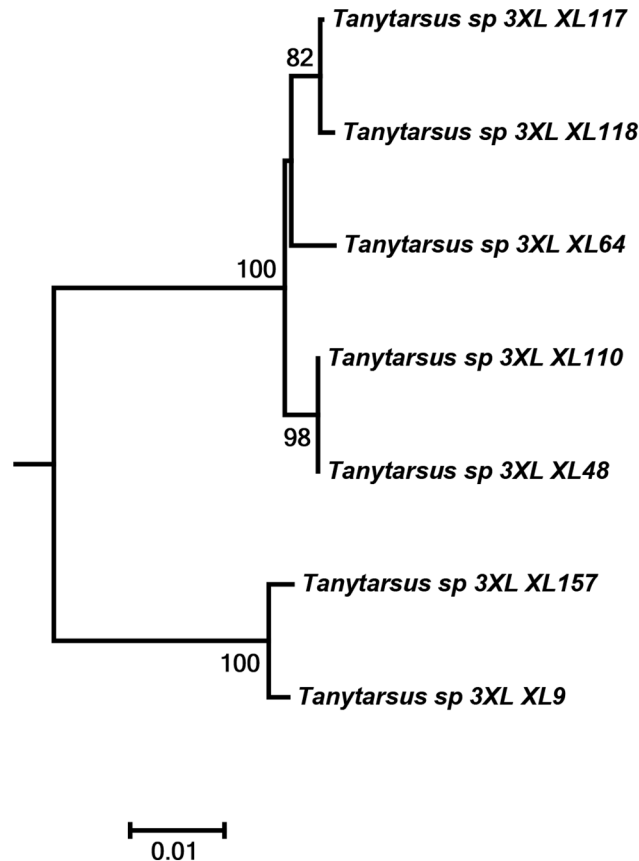 Tanytarsus sp 3XL XL117
82
Tanytarsus sp 3XL XL118
Tanytarsus sp 3XL XL64
100
Tanytarsus sp 3XL XL110
98
Tanytarsus sp 3XL XL48
Tanytarsus sp 3XL XL157
100
Tanytarsus sp 3XL XL9
0.01